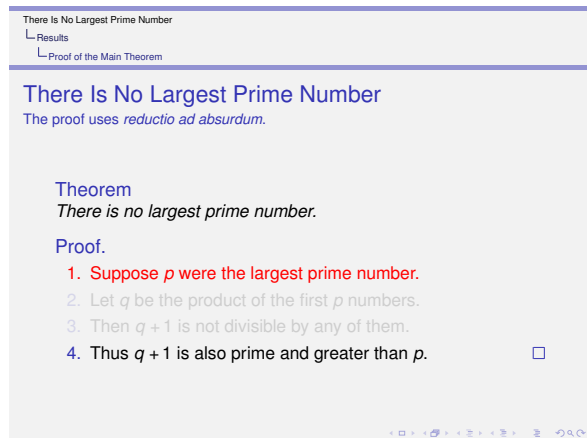 There Is No Largest Prime Number
Results
Proof of the Main Theorem
There Is No Largest Prime Number
The proof uses reductio ad absurdum.
Theorem
There is no largest prime number.
Proof.
1. Suppose p were the largest prime number.
2. Let q be the product of the first p numbers.
3. Then q + 1 is not divisible by any of them.
4. Thus q + 1 is also prime and greater than p.